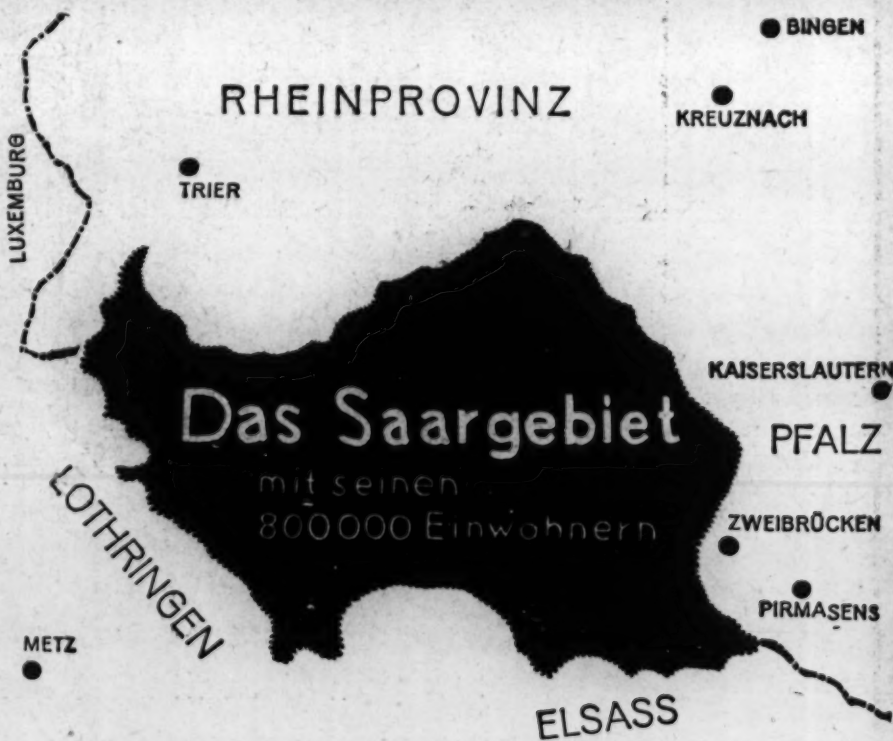 BINGEN
RHEINPROVINZ
KREUZNACH
TRIER
LUXEMBURG
KAISERSLAUTERN
Das Saargebiet
PFALZ
mit seinen
800000 Einwohnern
LOTHRINGEN
ZWEIBRÜCKEN
PIRMASENS
METZ
ELSASS